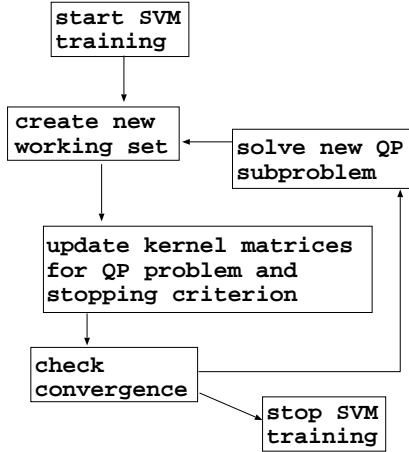 start SVM
training
create new
working set
solve new QP
subproblem
update kernel matrices
for QP problem and
stopping criterion
check
convergence
stop SVM
training